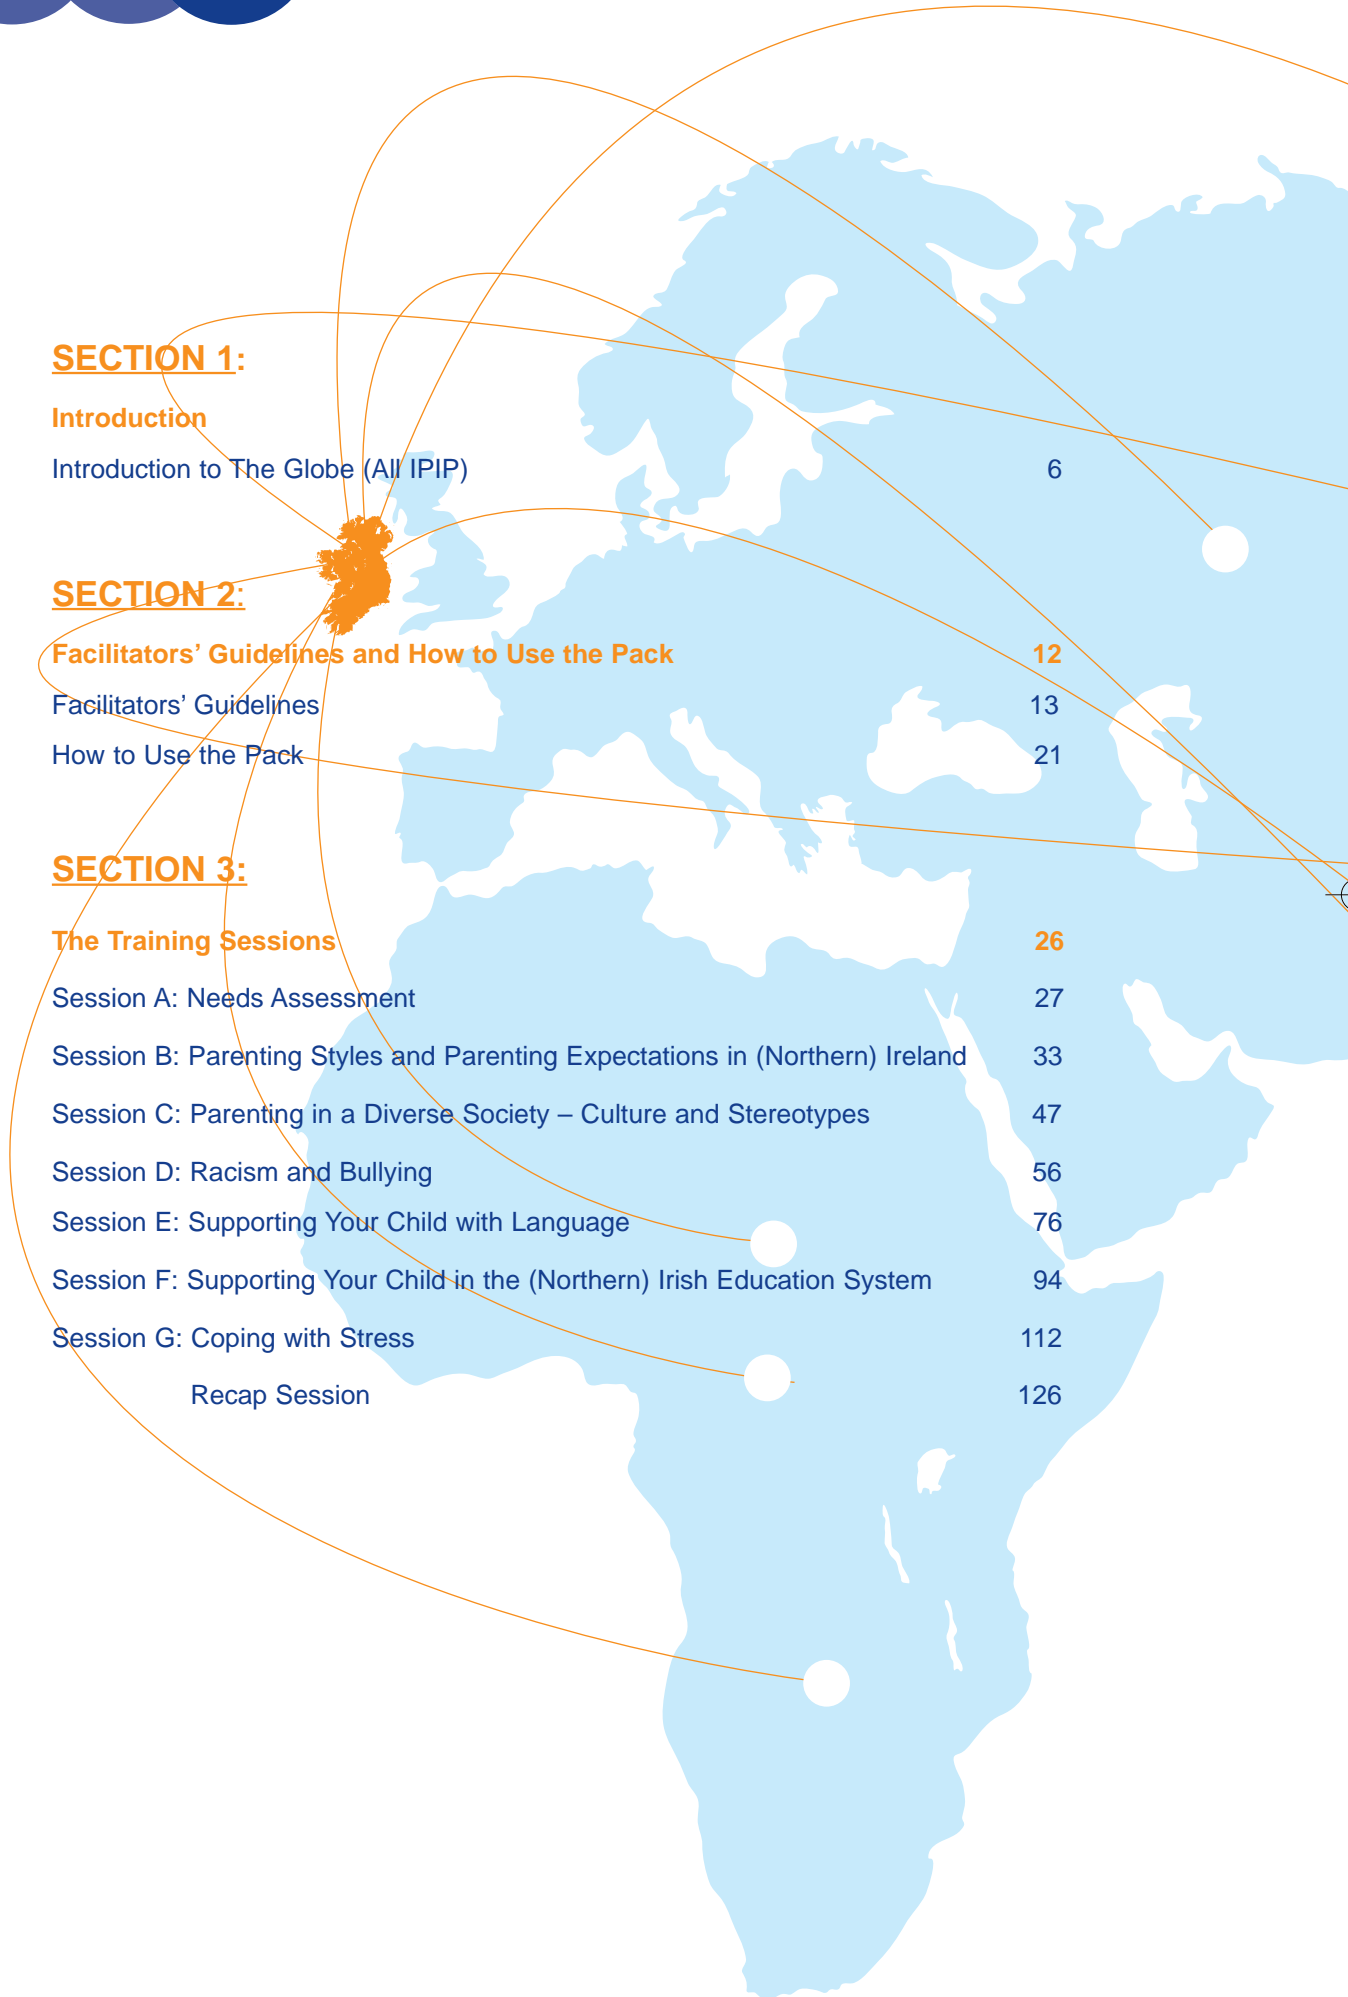 SECTION 1:
Introduction
Introduction to The Globe (All IPIP) 6
SECTION 2:
Facilitators’ Guidelines and How to Use the Pack 12
Facilitators’ Guidelines 13
How to Use the Pack 21
SECTION 3:
The Training Sessions 26
Session A: Needs Assessment 27
Session B: Parenting Styles and Parenting Expectations in (Northern) Ireland 33
Session C: Parenting in a Diverse Society – Culture and Stereotypes 47
Session D: Racism and Bullying 56
Session E: Supporting Your Child with Language 76
Session F: Supporting Your Child in the (Northern) Irish Education System 94
Session G: Coping with Stress 112
Recap Session 126